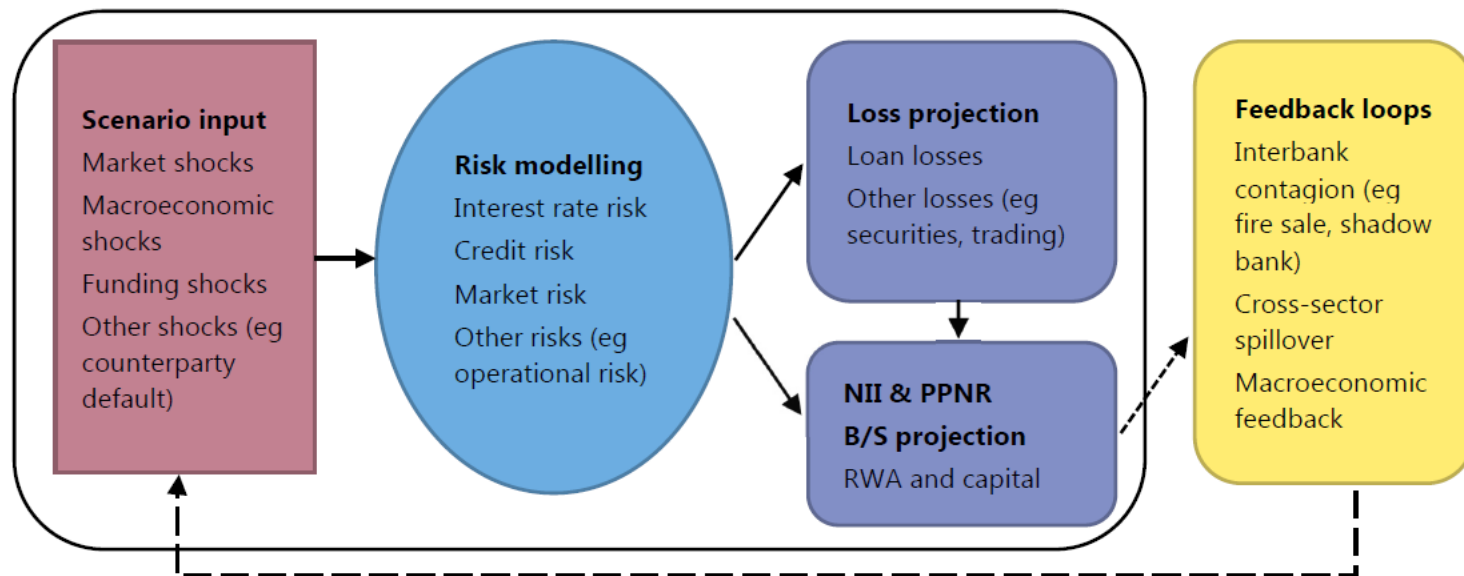 Scenario input
Market shocks
Macroeconomic
shocks
Funding shocks
Other shocks (eg
counterparty
default)
Risk modelling
Interest rate risk
Credit risk
Market risk
Other risks (eg
operational risk)
Loss projection
Loan losses
Other losses (eg
securities, trading)
NII & PPNR
B/S projection
RWA and capital
Feedback loops
Interbank
contagion (eg
fire sale, shadow
bank)
Cross-sector
spillover
Macroeconomic
feedback